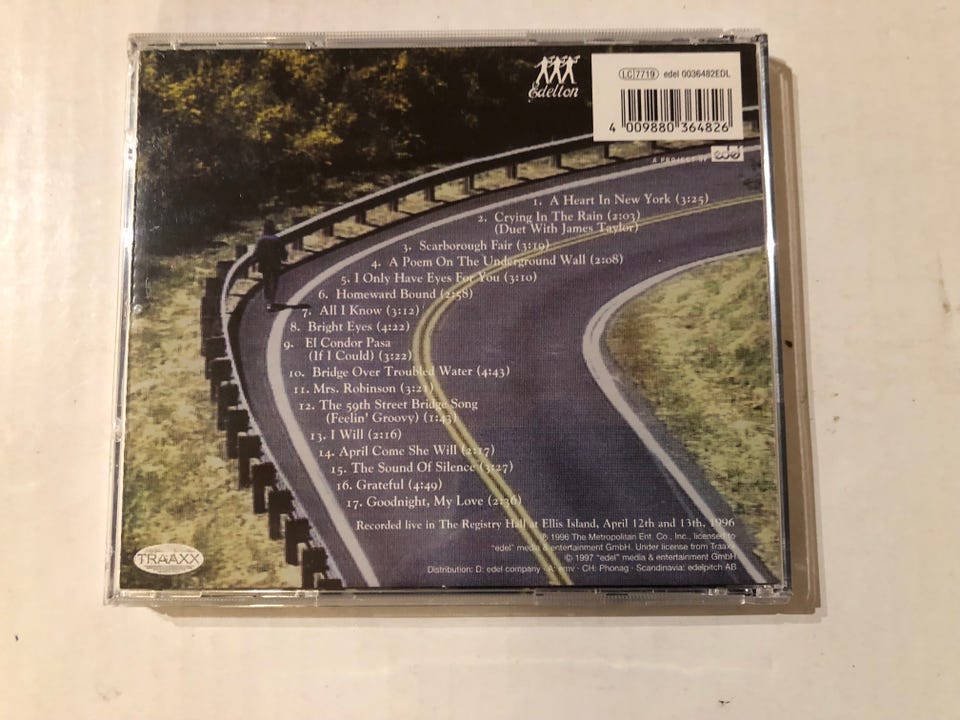 Edelton
LC 7719 edel 0036482EDL
4 009880 364826
A PROJECT BY edel
1. A Heart In New York (3:25)
2. Crying In The Rain (2:03)
(Duet With James Taylor)
3. Scarborough Fair (3:19)
4. A Poem On The Underground Wall (2:08)
5. I Only Have Eyes For You (3:10)
6. Homeward Bound (2:58)
7. All I Know (3:12)
8. Bright Eyes (4:22)
9. El Condor Pasa
(If I Could) (3:22)
10. Bridge Over Troubled Water (4:43)
11. Mrs. Robinson (3:21)
12. The 59th Street Bridge Song
(Feelin' Groovy) (1:43)
13. I Will (2:16)
14. April Come She Will (2:17)
15. The Sound Of Silence (3:27)
16. Grateful (4:49)
17. Goodnight, My Love (2:36)
Recorded live in The Registry Hall at Ellis Island, April 12th and 13th, 1996
℗ 1996 The Metropolitan Ent. Co., Inc., licensed to
"edel" media & entertainment GmbH. Under license from Traaxx
© 1997 "edel" media & entertainment GmbH
Distribution: D: edel company · A: emv · CH: Phonag · Scandinavia: edelpitch AB
TRAAXX